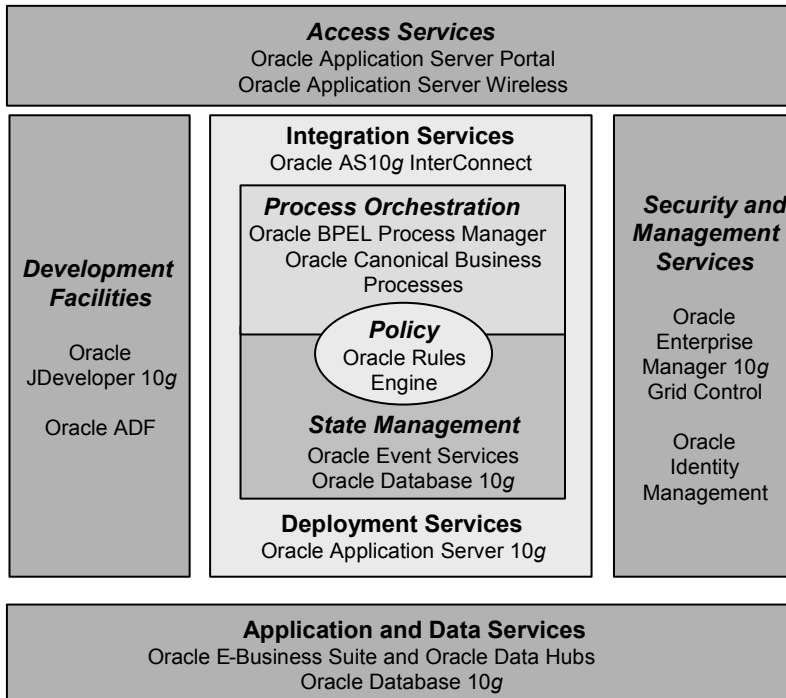 Access Services
Oracle Application Server Portal
Oracle Application Server Wireless
Development
Facilities
Oracle
JDeveloper 10g
Oracle ADF
Integration Services
Oracle AS10g InterConnect
Process Orchestration
Oracle BPEL Process Manager
Oracle Canonical Business
Processes
Policy
Oracle Rules
Engine
State Management
Oracle Event Services
Oracle Database 10g
Deployment Services
Oracle Application Server 10g
Security and
Management
Services
Oracle
Enterprise
Manager 10g
Grid Control
Oracle
Identity
Management
Application and Data Services
Oracle E-Business Suite and Oracle Data Hubs
Oracle Database 10g